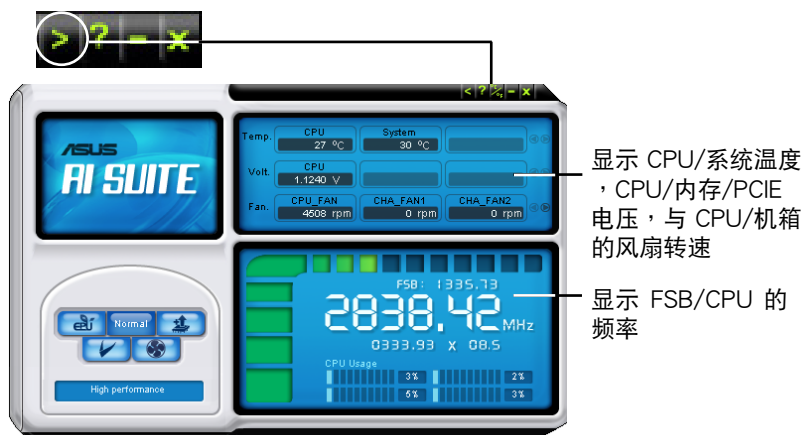 > ? - x
< ? °C/°F - x
ASUS
AI SUITE
Temp. CPU System
27 °C 30 °C
Volt. CPU
1.1240 V
Fan. CPU_FAN CHA_FAN1 CHA_FAN2
4508 rpm 0 rpm 0 rpm
显示 CPU/系统温度
，CPU/内存/PCIE
电压，与 CPU/机箱
的风扇转速
FSB: 1335.73
2838.42 MHz
0333.93 X 08.5
CPU Usage
3% 2%
5% 3%
显示 FSB/CPU 的
频率
Normal
High performance